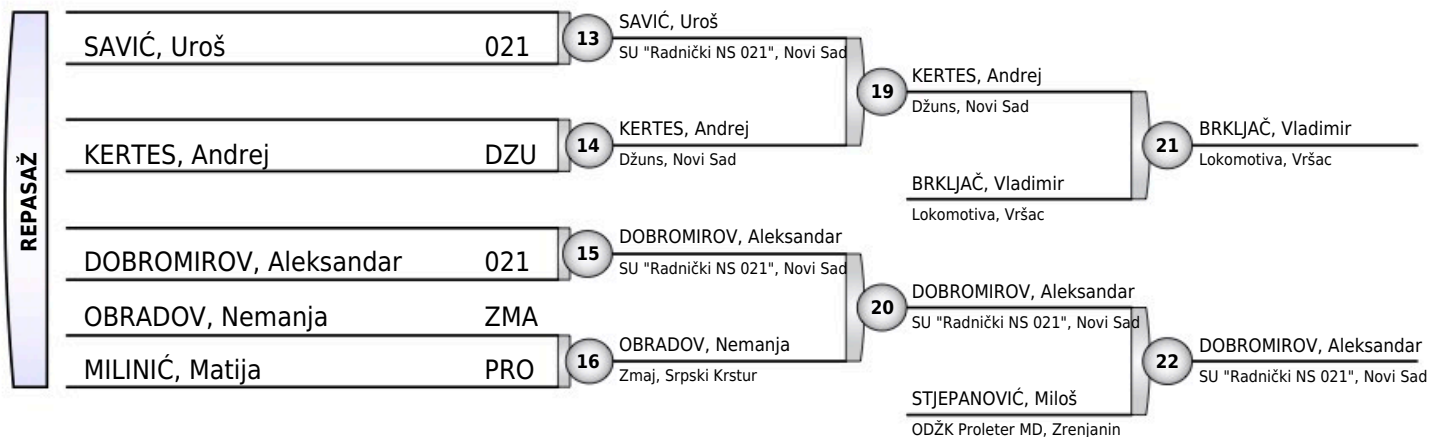 REPASAŽ
SAVIĆ, Uroš 021
KERTES, Andrej DZU
DOBROMIROV, Aleksandar 021
OBRADOV, Nemanja ZMA
MILINIĆ, Matija PRO
13
SAVIĆ, Uroš
SU "Radnički NS 021", Novi Sad
14
KERTES, Andrej
Džuns, Novi Sad
15
DOBROMIROV, Aleksandar
SU "Radnički NS 021", Novi Sad
16
OBRADOV, Nemanja
Zmaj, Srpski Krstur
19
KERTES, Andrej
Džuns, Novi Sad
BRKLJAČ, Vladimir
Lokomotiva, Vršac
20
DOBROMIROV, Aleksandar
SU "Radnički NS 021", Novi Sad
STJEPANOVIĆ, Miloš
ODŽK Proleter MD, Zrenjanin
21
BRKLJAČ, Vladimir
Lokomotiva, Vršac
22
DOBROMIROV, Aleksandar
SU "Radnički NS 021", Novi Sad